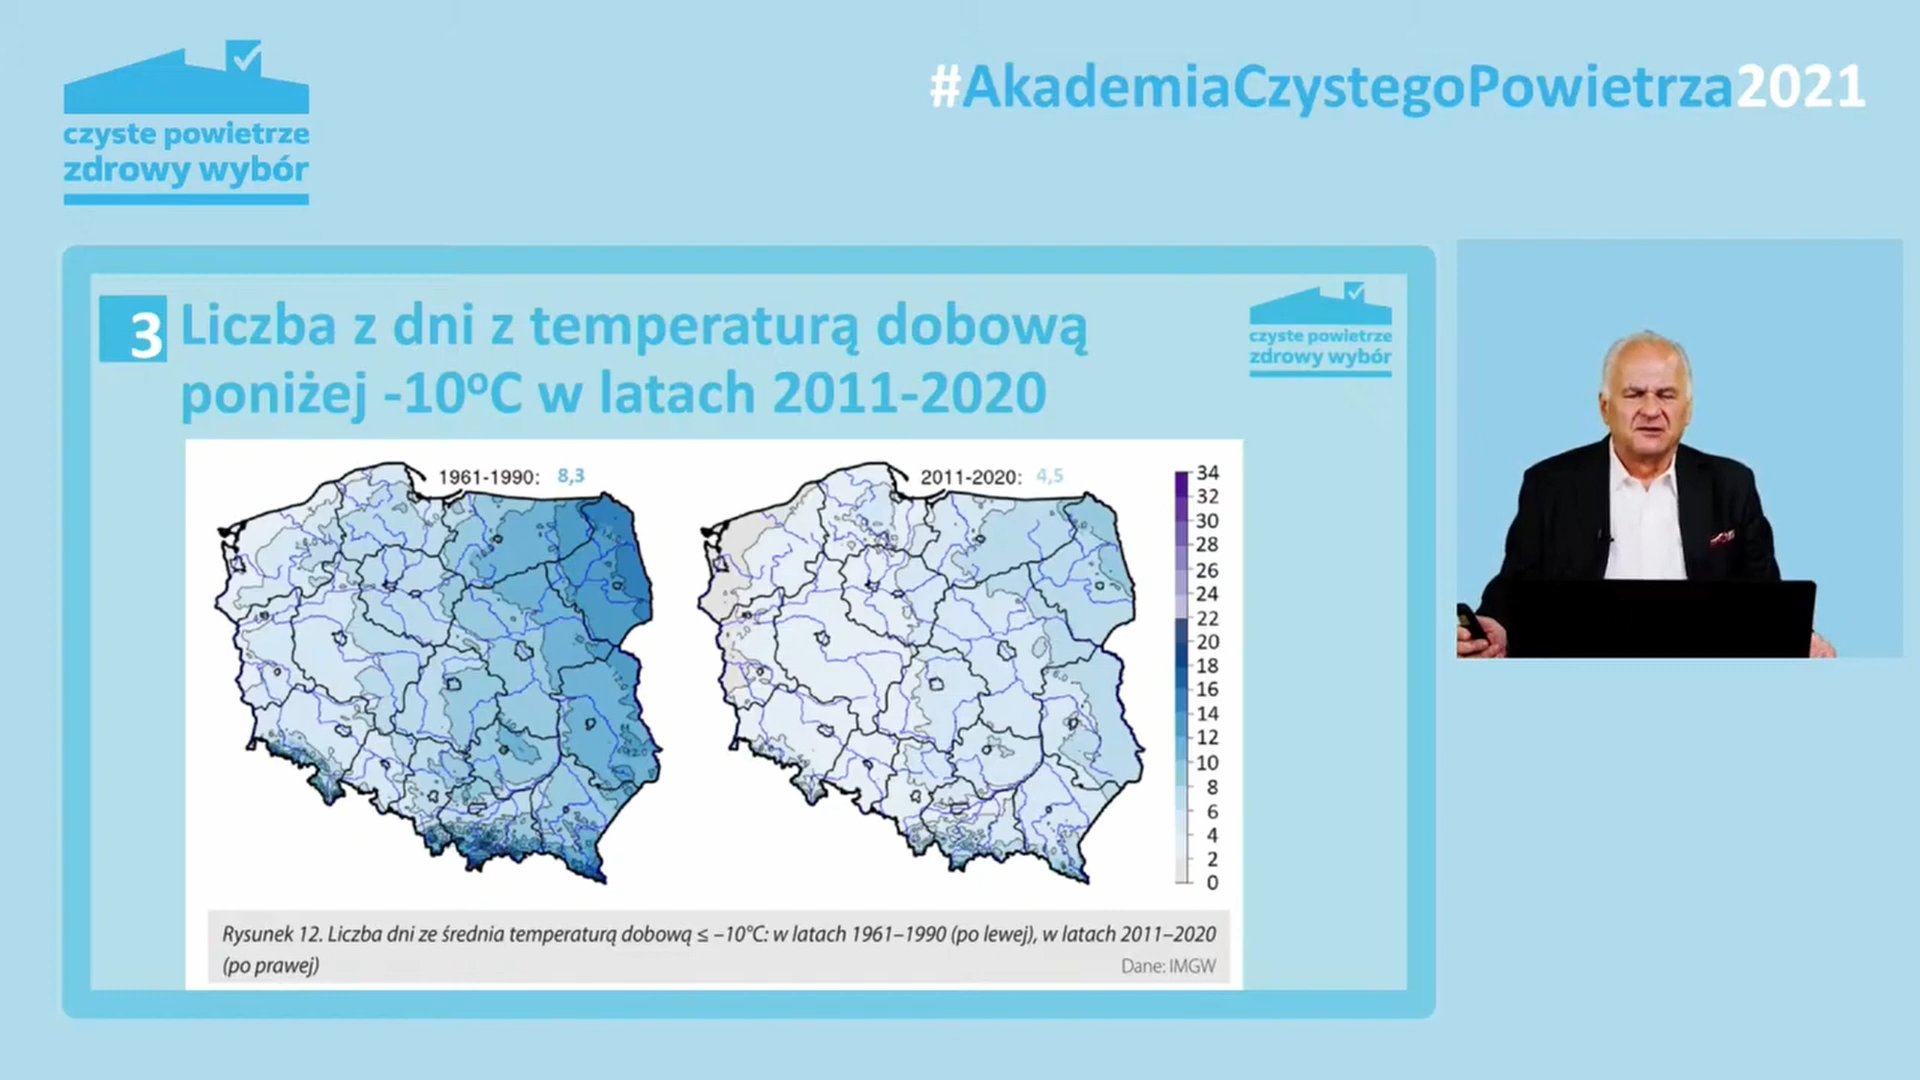 czyste powietrze
zdrowy wybór
#AkademiaCzystegoPowietrza2021
3
Liczba z dni z temperaturą dobową
poniżej -10°C w latach 2011-2020
czyste powietrze
zdrowy wybór
1961-1990: 8,3
2011-2020: 4,5
34
32
30
28
26
24
22
20
18
16
14
12
10
8
6
4
2
0
Rysunek 12. Liczba dni ze średnia temperaturą dobową ≤ –10°C: w latach 1961–1990 (po lewej), w latach 2011–2020
(po prawej)
Dane: IMGW